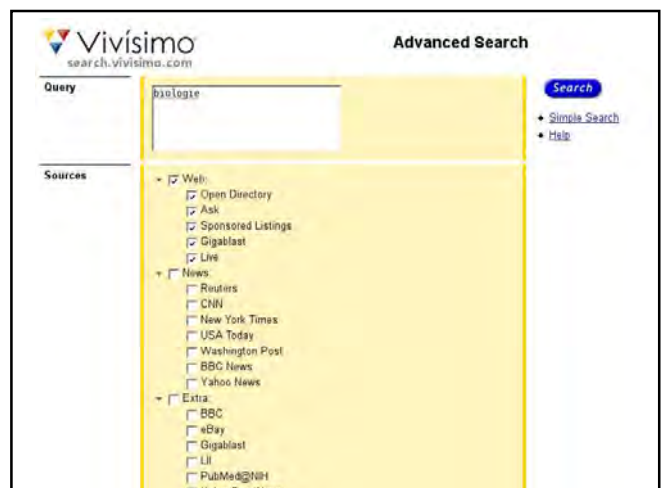 Vivísimo
search.vivisimo.com
Advanced Search
Query
biologie
Search
Simple Search
Help
Sources
Web:
Open Directory
Ask
Sponsored Listings
Gigablast
Live
News:
Reuters
CNN
New York Times
USA Today
Washington Post
BBC News
Yahoo News
Extra:
BBC
eBay
Gigablast
LII
PubMed@NIH